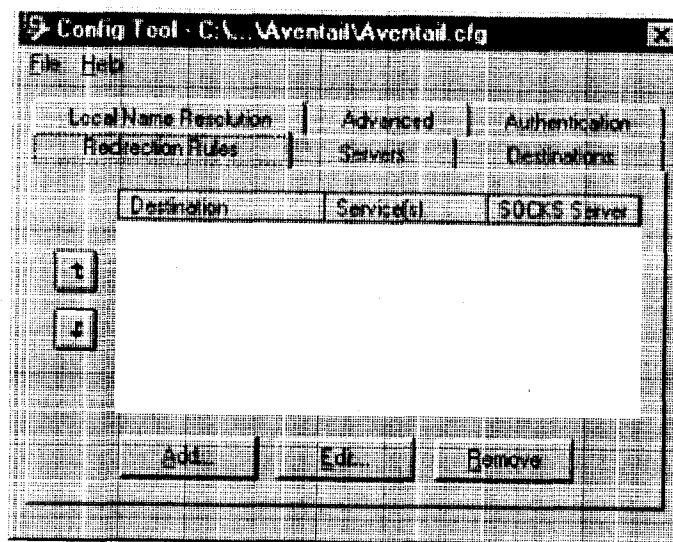 Config Tool - C:\...\Aventail\Aventail.cfg
File Help
Local Name Resolution Advanced Authentication
Redirection Rules Servers Destinations
Destination Service(s) SOCKS Server
Add... Edit... Remove